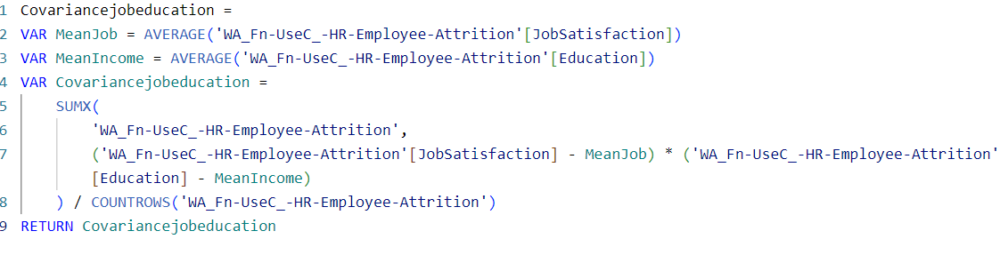 1 Covariancejobeducation =
2 VAR MeanJob = AVERAGE('WA_Fn-UseC_-HR-Employee-Attrition'[JobSatisfaction])
3 VAR MeanIncome = AVERAGE('WA_Fn-UseC_-HR-Employee-Attrition'[Education])
4 VAR Covariancejobeducation =
5     SUMX(
6         'WA_Fn-UseC_-HR-Employee-Attrition',
7         ('WA_Fn-UseC_-HR-Employee-Attrition'[JobSatisfaction] - MeanJob) * ('WA_Fn-UseC_-HR-Employee-Attrition'
        [Education] - MeanIncome)
8     ) / COUNTROWS('WA_Fn-UseC_-HR-Employee-Attrition')
9 RETURN Covariancejobeducation